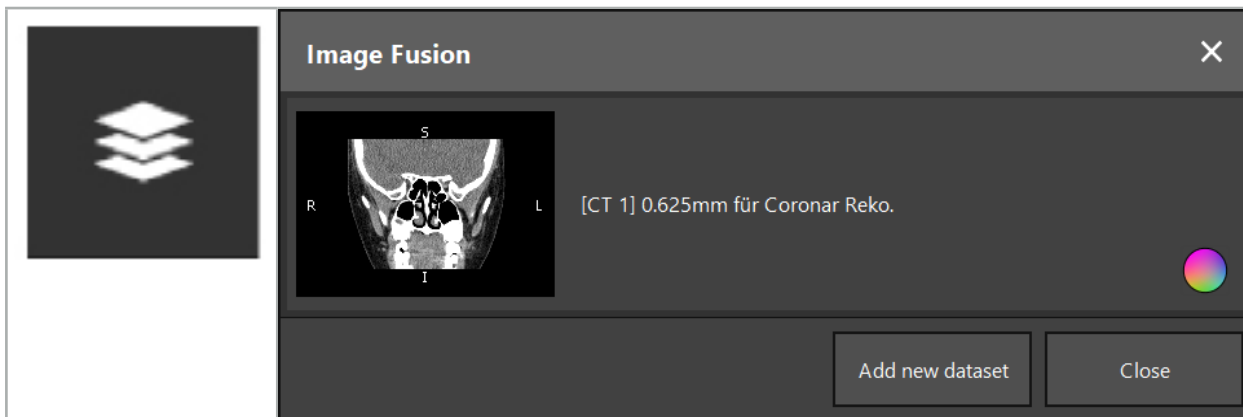 Image Fusion
S
R
L
I
[CT 1] 0.625mm für Coronar Reko.
Add new dataset
Close